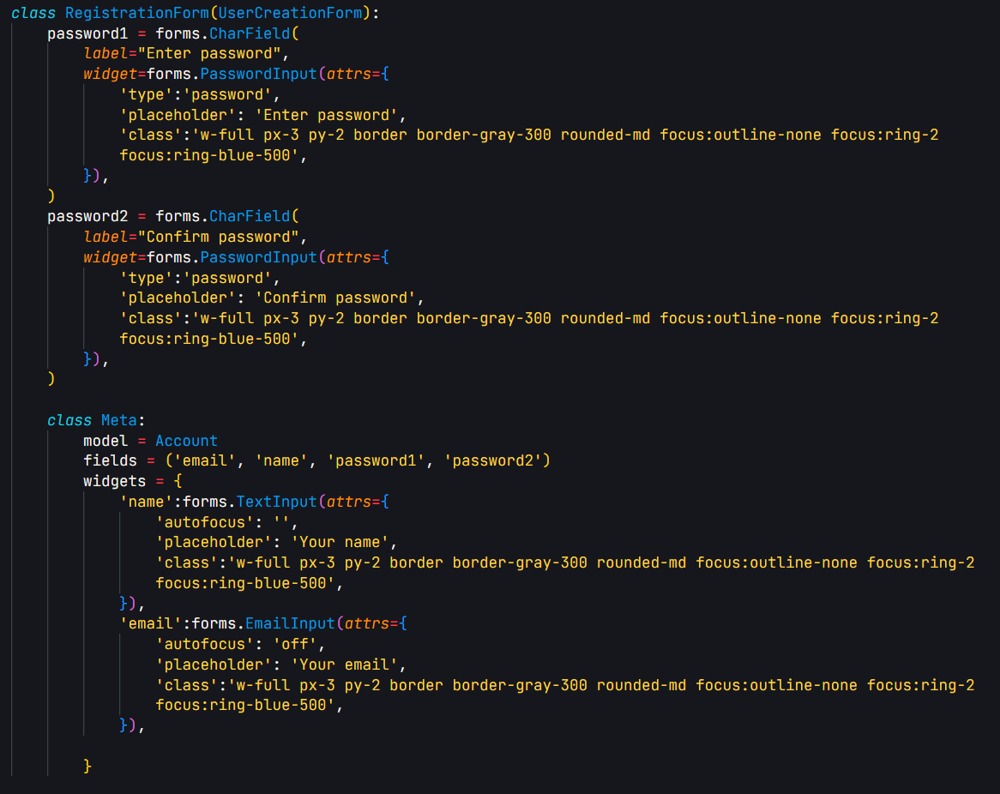 class RegistrationForm(UserCreationForm):
    password1 = forms.CharField(
        label="Enter password",
        widget=forms.PasswordInput(attrs={
            'type':'password',
            'placeholder': 'Enter password',
            'class':'w-full px-3 py-2 border border-gray-300 rounded-md focus:outline-none focus:ring-2
            focus:ring-blue-500',
        }),
    )
    password2 = forms.CharField(
        label="Confirm password",
        widget=forms.PasswordInput(attrs={
            'type':'password',
            'placeholder': 'Confirm password',
            'class':'w-full px-3 py-2 border border-gray-300 rounded-md focus:outline-none focus:ring-2
            focus:ring-blue-500',
        }),
    )

    class Meta:
        model = Account
        fields = ('email', 'name', 'password1', 'password2')
        widgets = {
            'name':forms.TextInput(attrs={
                'autofocus': '',
                'placeholder': 'Your name',
                'class':'w-full px-3 py-2 border border-gray-300 rounded-md focus:outline-none focus:ring-2
                focus:ring-blue-500',
            }),
            'email':forms.EmailInput(attrs={
                'autofocus': 'off',
                'placeholder': 'Your email',
                'class':'w-full px-3 py-2 border border-gray-300 rounded-md focus:outline-none focus:ring-2
                focus:ring-blue-500',
            }),

        }